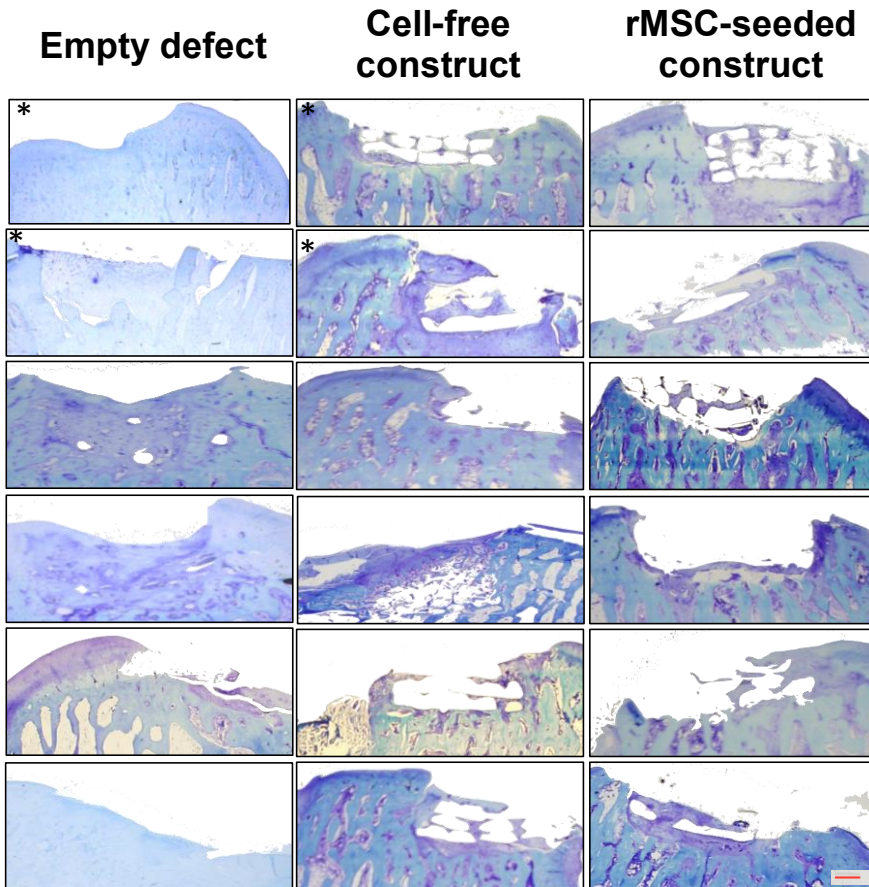 Empty defect
Cell-free
construct
rMSC-seeded
construct
*
*
*
*